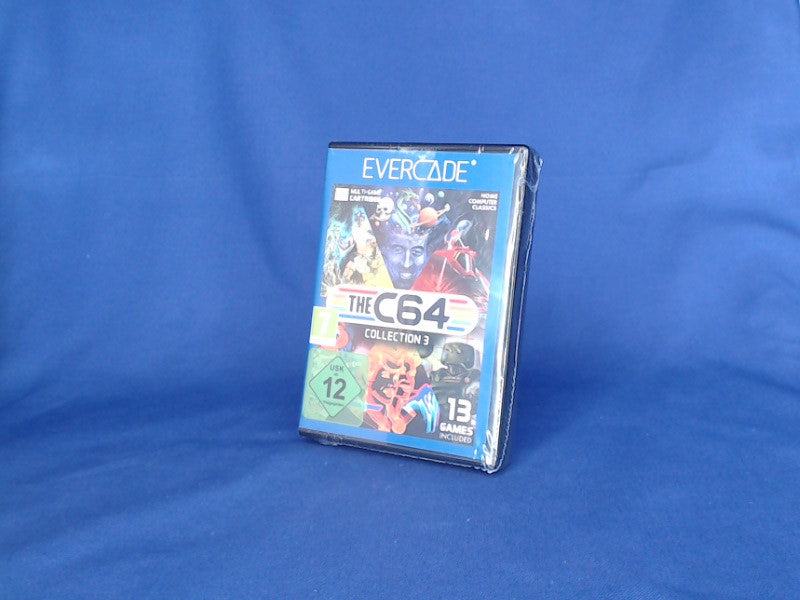 EVERCADE
MULTI-GAME
CARTRIDGE
HOME
COMPUTER
CLASSICS
THE C64
COLLECTION 3
7
USK
12
13
GAMES
INCLUDED